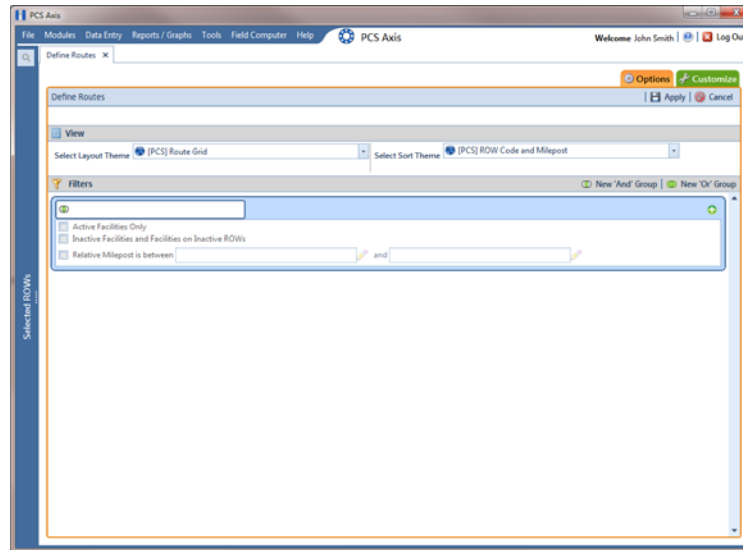 PCS Axis
File Modules Data Entry Reports / Graphs Tools Field Computer Help PCS Axis Welcome John Smith | Log Ou
Define Routes
Options Customize
Define Routes | Apply | Cancel
View
Select Layout Theme [PCS] Route Grid Select Sort Theme [PCS] ROW Code and Milepost
Filters New 'And' Group | New 'Or' Group
Active Facilities Only
Inactive Facilities and Facilities on Inactive ROWs
Relative Milepost is between and
Selected ROWs